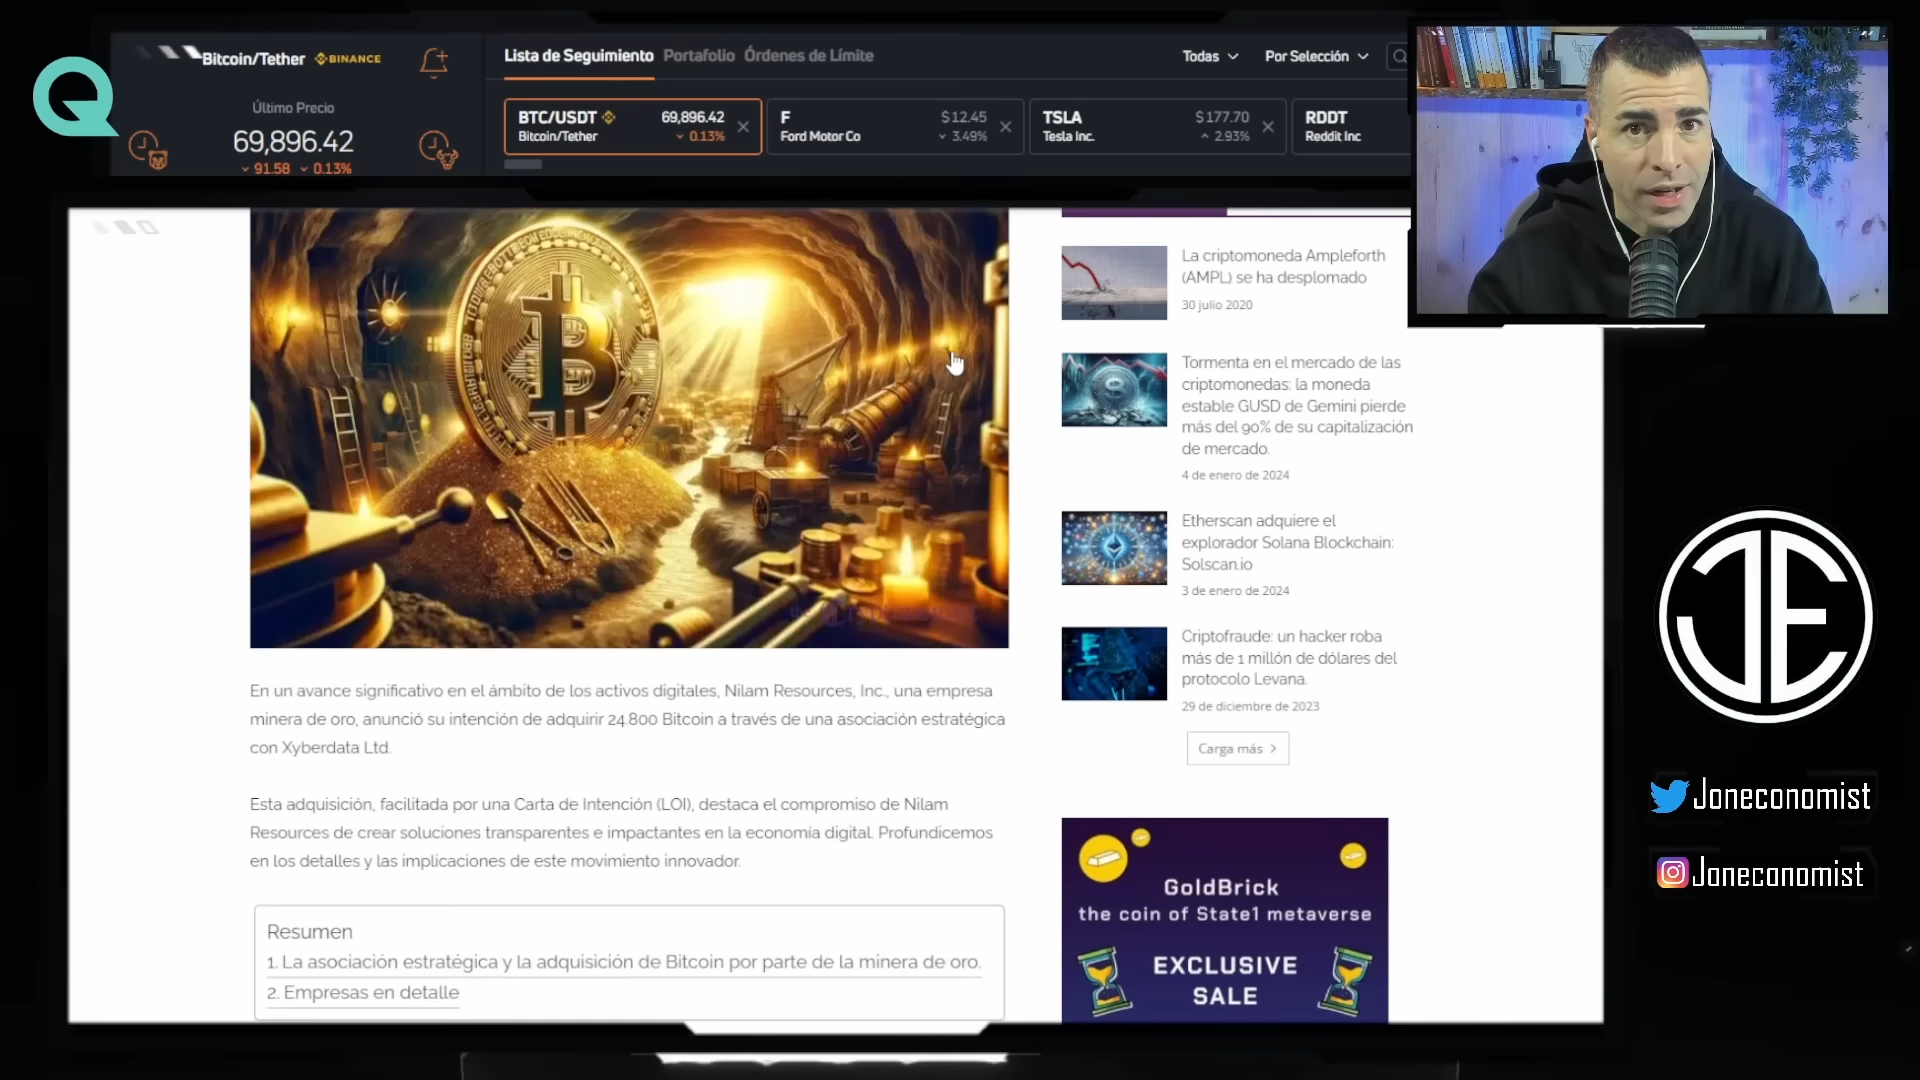 Bitcoin/Tether BINANCE
Último Precio
69,896.42
91.58 0.13%
Lista de Seguimiento Portafolio Órdenes de Límite
Todas Por Selección
BTC/USDT 69,896.42
Bitcoin/Tether 0.13%
F $12.45
Ford Motor Co 3.49%
TSLA $177.70
Tesla Inc. 2.93%
RDDT
Reddit Inc
En un avance significativo en el ámbito de los activos digitales, Nilam Resources, Inc., una empresa
minera de oro, anunció su intención de adquirir 24.800 Bitcoin a través de una asociación estratégica
con Xyberdata Ltd.
Esta adquisición, facilitada por una Carta de Intención (LOI), destaca el compromiso de Nilam
Resources de crear soluciones transparentes e impactantes en la economía digital. Profundicemos
en los detalles y las implicaciones de este movimiento innovador.
Resumen
1. La asociación estratégica y la adquisición de Bitcoin por parte de la minera de oro.
2. Empresas en detalle
La criptomoneda Ampleforth
(AMPL) se ha desplomado
30 julio 2020
Tormenta en el mercado de las
criptomonedas: la moneda
estable GUSD de Gemini pierde
más del 90% de su capitalización
de mercado.
4 de enero de 2024
Etherscan adquiere el
explorador Solana Blockchain:
Solscan.io
3 de enero de 2024
Criptofraude: un hacker roba
más de 1 millón de dólares del
protocolo Levana.
29 de diciembre de 2023
Carga más >
GoldBrick
the coin of State1 metaverse
EXCLUSIVE
SALE
JE
Joneconomist
Joneconomist